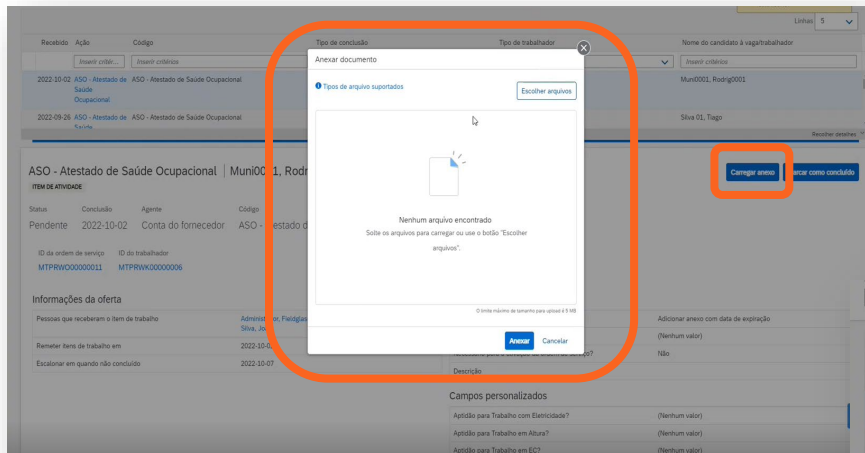 Linhas 5
Recebido Ação Código Tipo de conclusão Tipo de trabalhador Nome do candidato à vaga/trabalhador
Inserir critér... Inserir critérios Inserir critérios
2022-10-02 ASO - Atestado de Saúde Ocupacional ASO - Atestado de Saúde Ocupacional Muni0001, Rodrig0001
2022-09-26 ASO - Atestado de Saúde ASO - Atestado de Saúde Ocupacional Silva 01, Tiago
Recolher detalhes
Anexar documento
Tipos de arquivo suportados
Escolher arquivos
Nenhum arquivo encontrado
Solte os arquivos para carregar ou use o botão "Escolher
arquivos".
O limite máximo de tamanho para upload é 5 MB
Anexar Cancelar
ASO - Atestado de Saúde Ocupacional | Muni00 1, Rodr
Carregar anexo arcar como concluído
ITEM DE ATIVIDADE
Status Conclusão Agente Código
Pendente 2022-10-02 Conta do fornecedor ASO - estado d
ID da ordem de serviço ID do trabalhador
MTPRWO00000011 MTPRWK00000006
Informações da oferta
Pessoas que receberam o item de trabalho
Silva, Jo
Remeter itens de trabalho em
Escalonar em quando não concluído 2022-10-07
Adicionar anexo com data de expiração
(Nenhum valor)
Não
Descrição
Campos personalizados
Aptidão para Trabalho com Eletricidade? (Nenhum valor)
Aptidão para Trabalho em Altura? (Nenhum valor)
Aptidão para Trabalho em EC? (Nenhum valor)